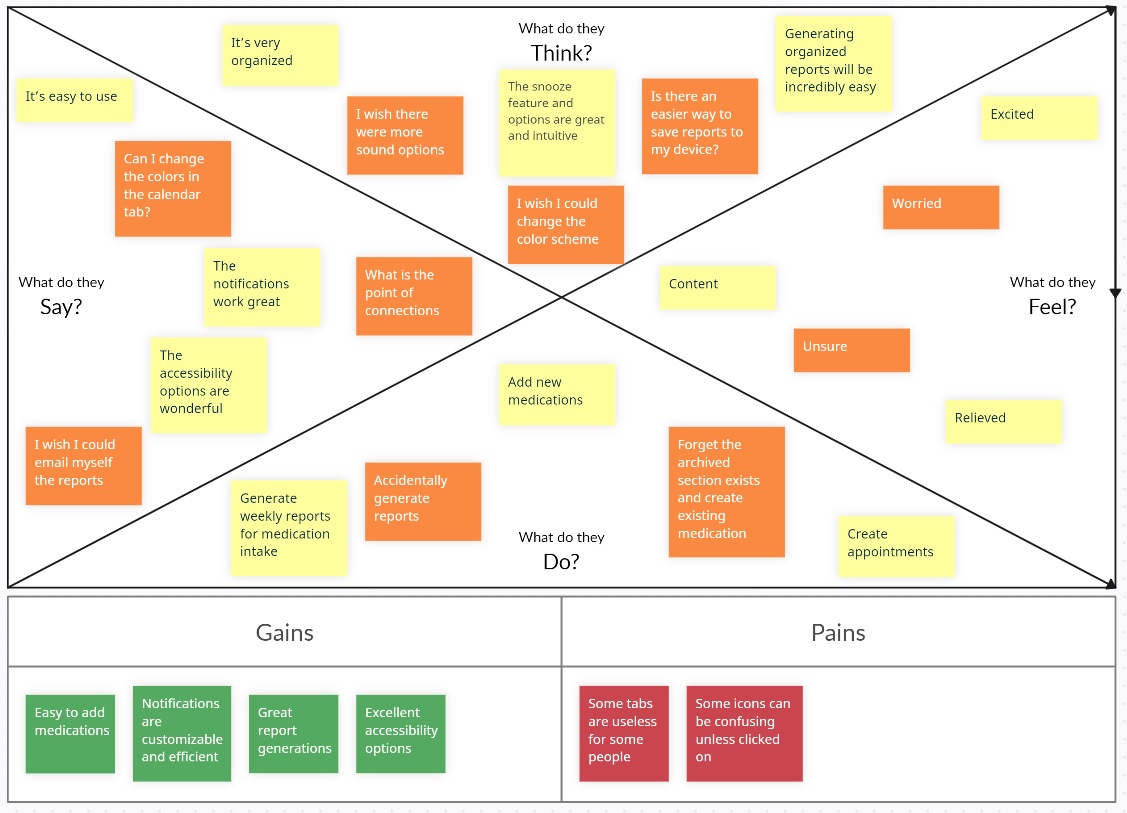 What do they
Think?
It's very
organized
I wish there
were more
sound options
The snooze
feature and
options are great
and intuitive
Is there an
easier way to
save reports to
my device?
Generating
organized
reports will be
incredibly easy
I wish I could
change the
color scheme
What do they
Say?
It's easy to use
Can I change
the colors in
the calendar
tab?
The
notifications
work great
What is the
point of
connections
The
accessibility
options are
wonderful
I wish I could
email myself
the reports
What do they
Feel?
Excited
Worried
Content
Unsure
Relieved
What do they
Do?
Add new
medications
Generate
weekly reports
for medication
intake
Accidentally
generate
reports
Forget the
archived
section exists
and create
existing
medication
Create
appointments
Gains
Easy to add
medications
Notifications
are
customizable
and efficient
Great
report
generations
Excellent
accessibility
options
Pains
Some tabs
are useless
for some
people
Some icons can
be confusing
unless clicked
on